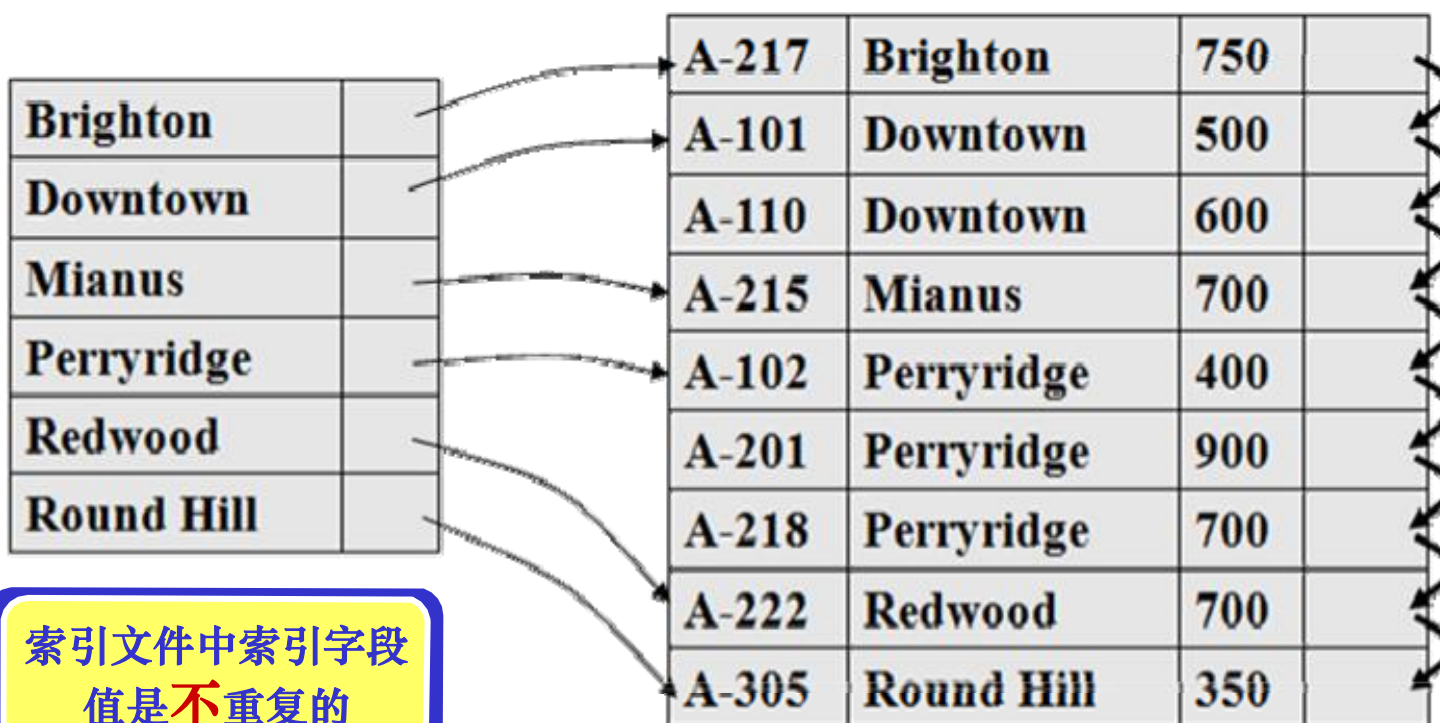 Brighton
Downtown
Mianus
Perryridge
Redwood
Round Hill
索引文件中索引字段
值是不重复的
A-217 Brighton 750
A-101 Downtown 500
A-110 Downtown 600
A-215 Mianus 700
A-102 Perryridge 400
A-201 Perryridge 900
A-218 Perryridge 700
A-222 Redwood 700
A-305 Round Hill 350